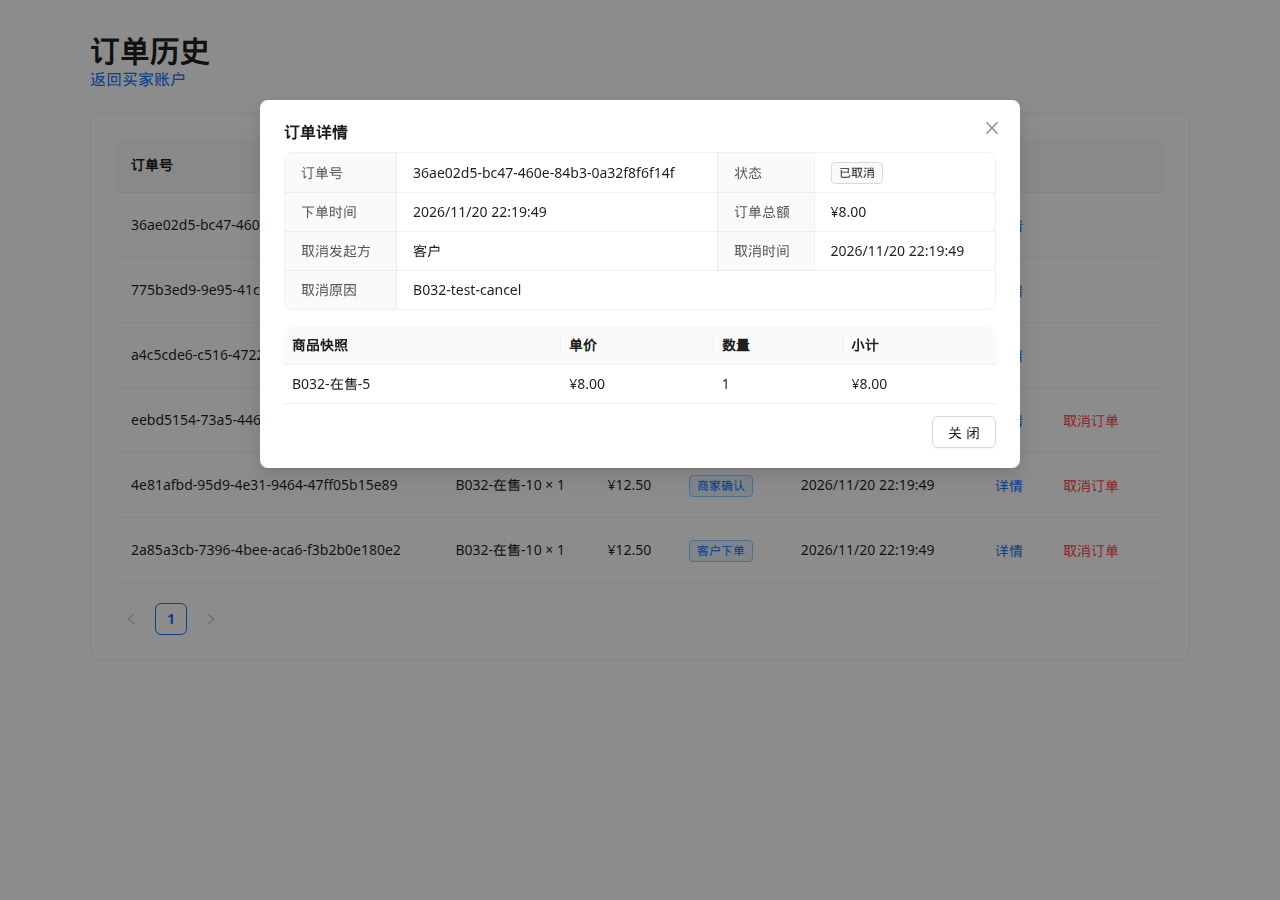 订单历史
返回买家账户
订单详情
订单号 36ae02d5-bc47-460e-84b3-0a32f8f6f14f 状态 已取消
下单时间 2026/11/20 22:19:49 订单总额 ¥8.00
取消发起方 客户 取消时间 2026/11/20 22:19:49
取消原因 B032-test-cancel
商品快照 单价 数量 小计
B032-在售-5 ¥8.00 1 ¥8.00
关 闭
订单号
36ae02d5-bc47-460
775b3ed9-9e95-41c
a4c5cde6-c516-4722
eebd5154-73a5-446 取消订单
4e81afbd-95d9-4e31-9464-47ff05b15e89 B032-在售-10 × 1 ¥12.50 商家确认 2026/11/20 22:19:49 详情 取消订单
2a85a3cb-7396-4bee-aca6-f3b2b0e180e2 B032-在售-10 × 1 ¥12.50 客户下单 2026/11/20 22:19:49 详情 取消订单
1